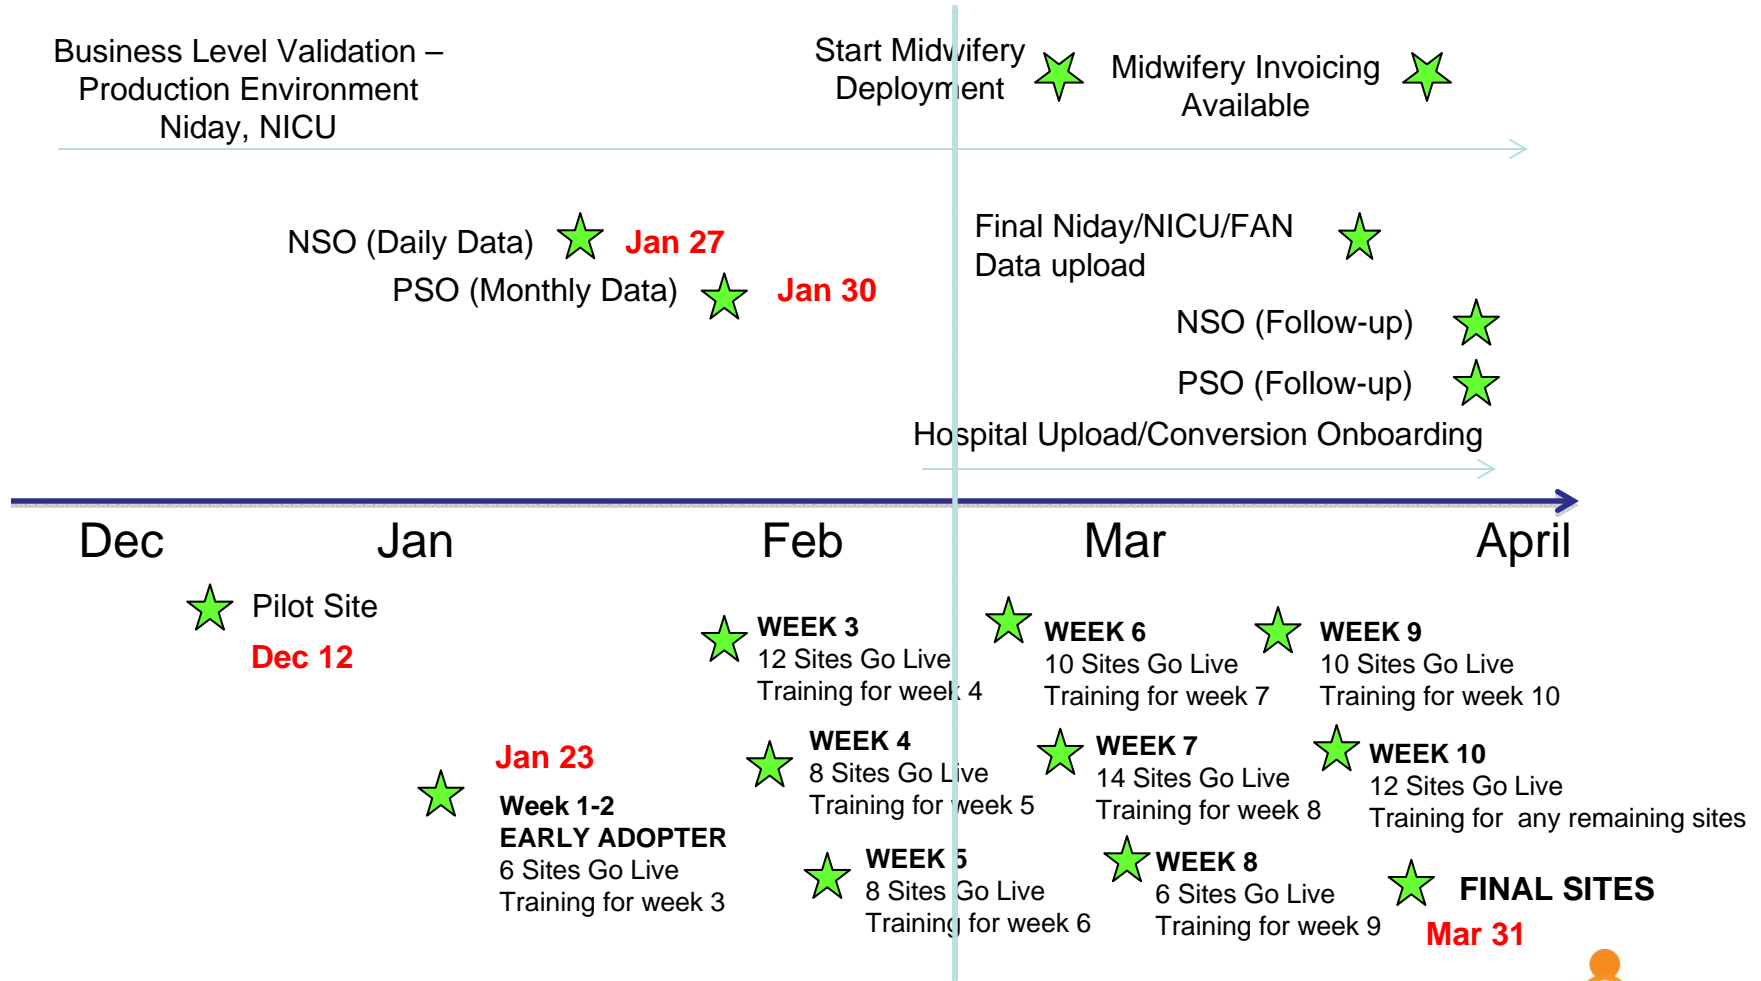 Business Level Validation –
Production Environment
Niday, NICU
Start Midwifery
Deployment
Midwifery Invoicing
Available
NSO (Daily Data)
Jan 27
PSO (Monthly Data)
Jan 30
Final Niday/NICU/FAN
Data upload
NSO (Follow-up)
PSO (Follow-up)
Hospital Upload/Conversion Onboarding
Dec
Jan
Feb
Mar
April
Pilot Site
Dec 12
Jan 23
Week 1-2
EARLY ADOPTER
6 Sites Go Live
Training for week 3
WEEK 3
12 Sites Go Live
Training for week 4
WEEK 4
8 Sites Go Live
Training for week 5
WEEK 5
8 Sites Go Live
Training for week 6
WEEK 6
10 Sites Go Live
Training for week 7
WEEK 7
14 Sites Go Live
Training for week 8
WEEK 8
6 Sites Go Live
Training for week 9
WEEK 9
10 Sites Go Live
Training for week 10
WEEK 10
12 Sites Go Live
Training for  any remaining sites
FINAL SITES
Mar 31